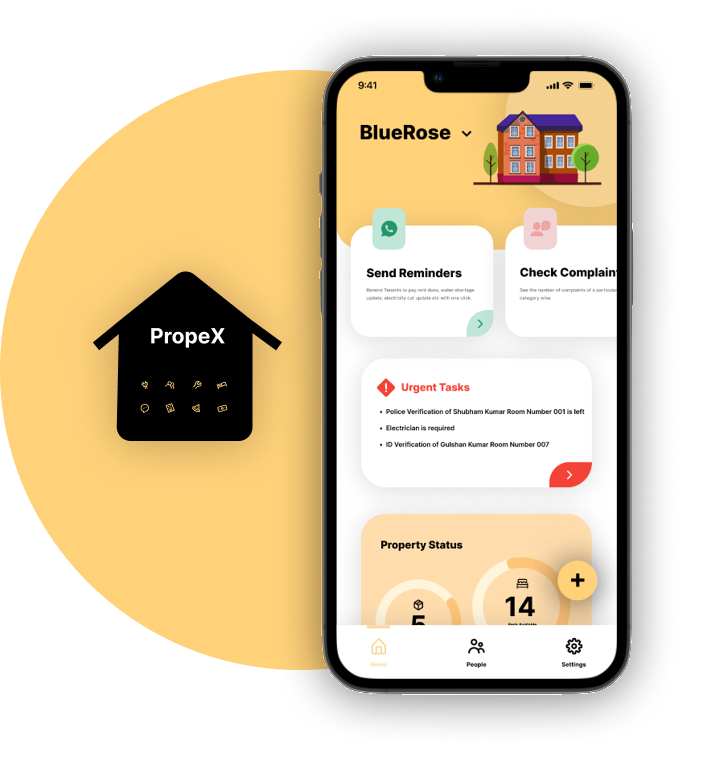 PropeX
9:41
BlueRose
Send Reminders
Remind Tenants to pay rent dues, water shortage
update, electricity cut update etc with one click.
Check Complain
See the number of complaints of a particular
category wise
Urgent Tasks
• Police Verification of Shubham Kumar Room Number 001 is left
• Electrician is required
• ID Verification of Gulshan Kumar Room Number 007
Property Status
5
14
Home
People
Settings